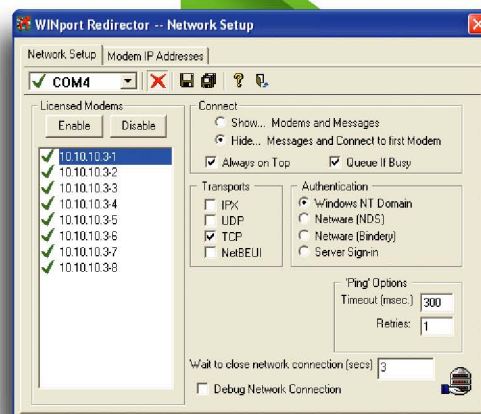 WINport Redirector -- Network Setup
Network Setup
Modem IP Addresses
COM4
Licensed Modems
Enable
Disable
10.10.10.3-1
10.10.10.3-2
10.10.10.3-3
10.10.10.3-4
10.10.10.3-5
10.10.10.3-6
10.10.10.3-7
10.10.10.3-8
Connect
Show... Modems and Messages
Hide... Messages and Connect to first Modem
Always on Top
Queue If Busy
Transports
IPX
UDP
TCP
NetBEUI
Authentication
Windows NT Domain
Netware (NDS)
Netware (Bindery)
Server Sign-in
'Ping' Options
Timeout (msec.) 300
Retries: 1
Wait to close network connection (secs) 3
Debug Network Connection